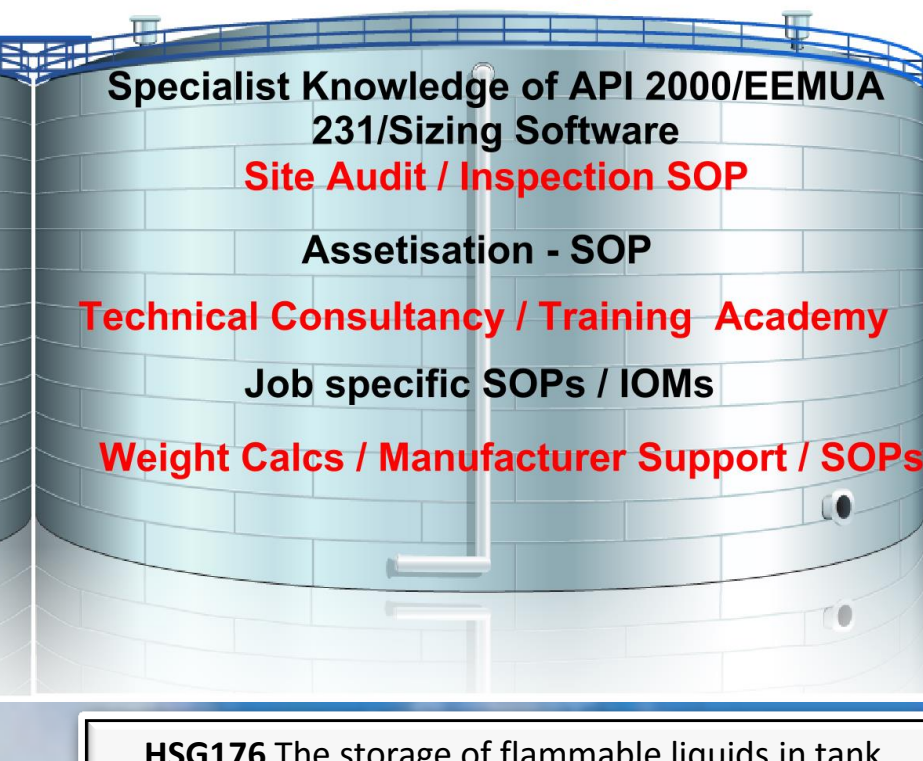 Specialist Knowledge of API 2000/EEMUA
231/Sizing Software
Site Audit / Inspection SOP
Assetisation - SOP
Technical Consultancy / Training Academy
Job specific SOPs / IOMs
Weight Calcs / Manufacturer Support / SOPs
HSG176 The storage of flammable liquids in tank